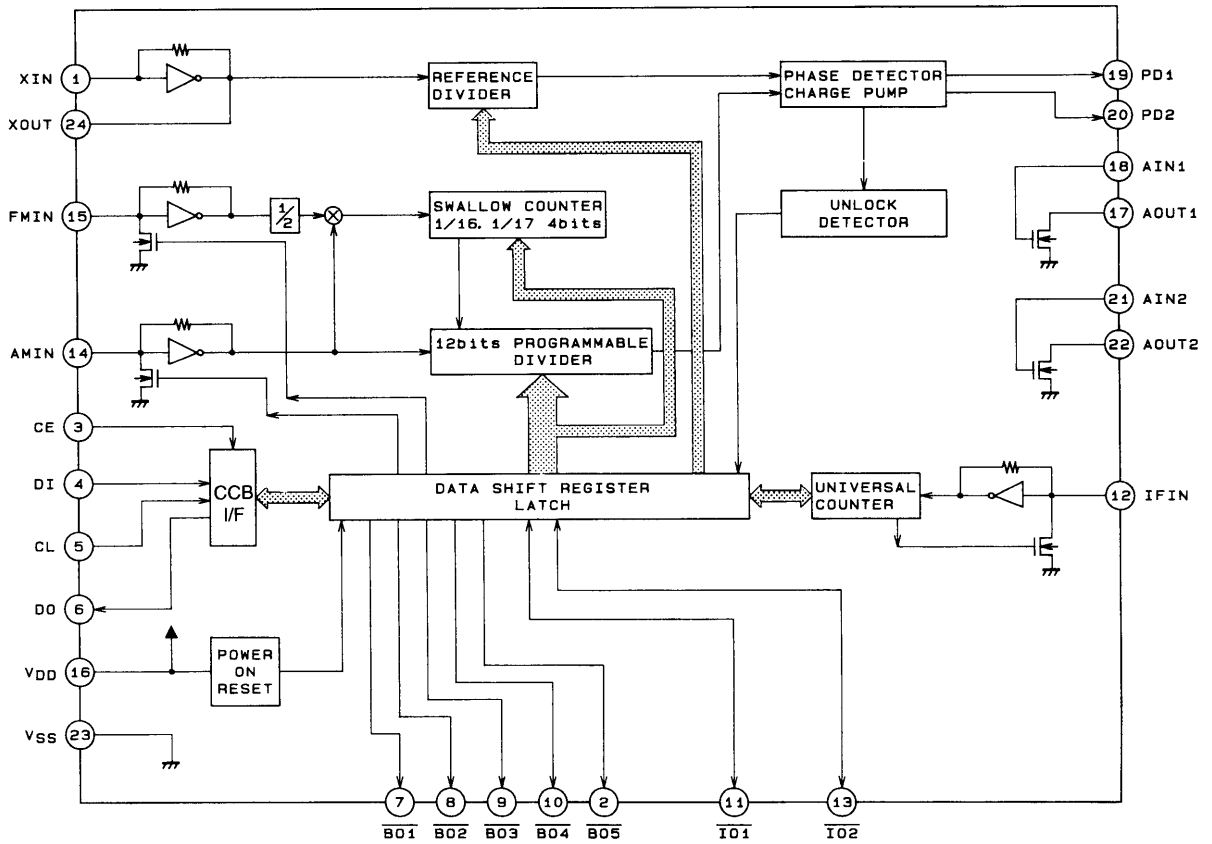 XIN 1
REFERENCE
DIVIDER
PHASE DETECTOR
CHARGE PUMP
19 PD1
XOUT 24
20 PD2
18 AIN1
FMIN 15
1/2
SWALLOW COUNTER
1/16. 1/17 4bits
UNLOCK
DETECTOR
17 AOUT1
21 AIN2
AMIN 14
12bits PROGRAMMABLE
DIVIDER
22 AOUT2
CE 3
DI 4
CCB
I/F
DATA SHIFT REGISTER
LATCH
UNIVERSAL
COUNTER
12 IFIN
CL 5
DO 6
VDD 16
POWER
ON
RESET
VSS 23
7 8 9 10 2 11 13
BO1 BO2 BO3 BO4 BO5 IO1 IO2